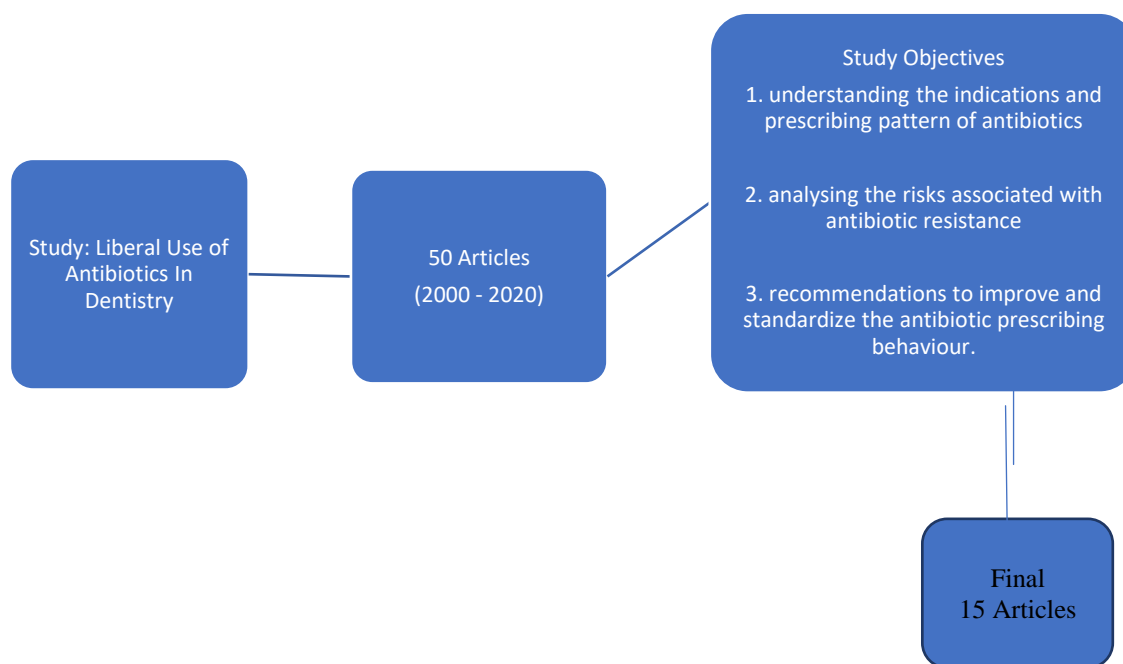 Study: Liberal Use of
Antibiotics In
Dentistry
50 Articles
(2000 - 2020)
Study Objectives
1. understanding the indications and
prescribing pattern of antibiotics
2. analysing the risks associated with
antibiotic resistance
3. recommendations to improve and
standardize the antibiotic prescribing
behaviour.
Final
15 Articles